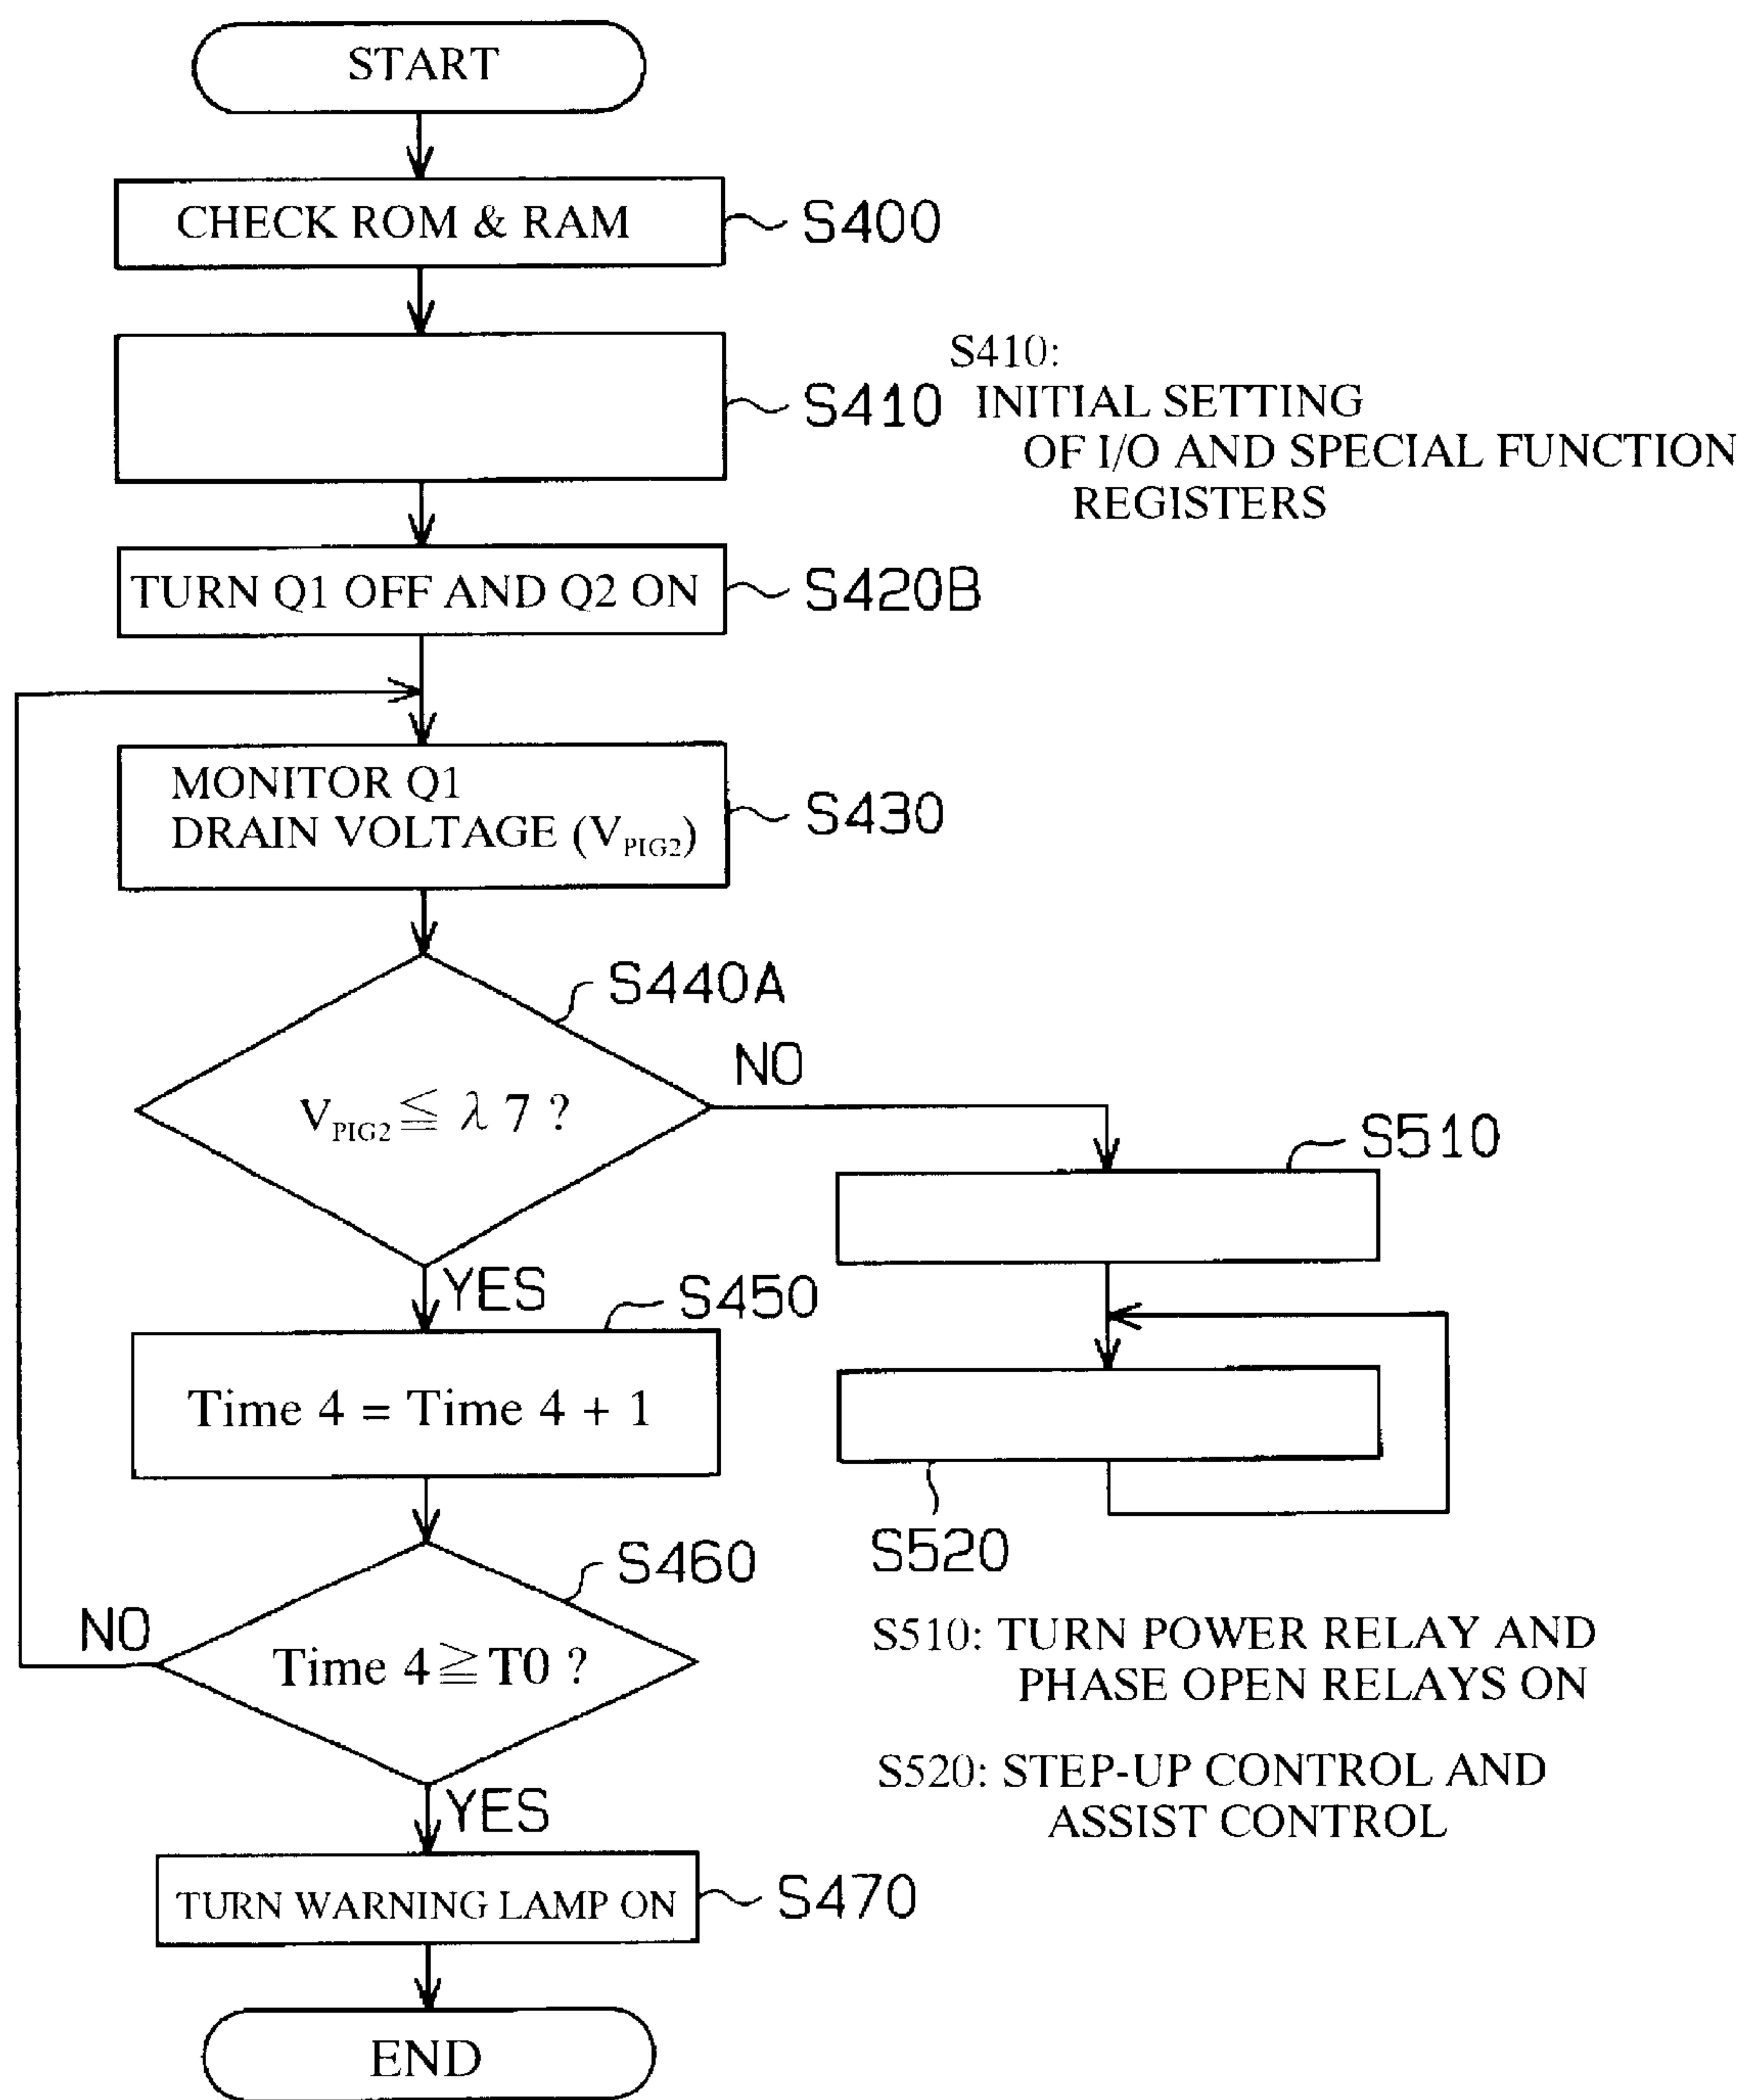 START
CHECK ROM & RAM
S400
S410
S410:
INITIAL SETTING
OF I/O AND SPECIAL FUNCTION
REGISTERS
TURN Q1 OFF AND Q2 ON
S420B
MONITOR Q1
DRAIN VOLTAGE (V_PIG2)
S430
S440A
V_PIG2 ≦ λ 7 ?
NO
S510
YES
S450
Time 4 = Time 4 + 1
S520
S460
NO
Time 4 ≧ T0 ?
S510: TURN POWER RELAY AND
PHASE OPEN RELAYS ON
S520: STEP-UP CONTROL AND
ASSIST CONTROL
YES
TURN WARNING LAMP ON
S470
END